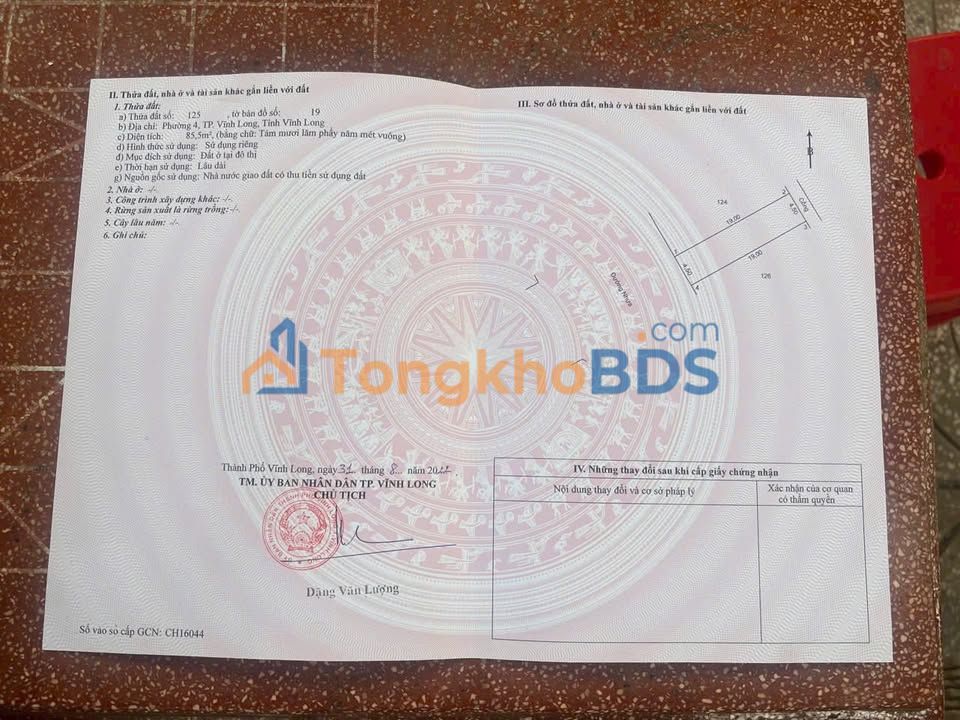 II. Thửa đất, nhà ở và tài sản khác gắn liền với đất
1. Thửa đất:
a) Thửa đất số: 125 , tờ bản đồ số: 19
b) Địa chỉ: Phường 4, TP. Vĩnh Long, Tỉnh Vĩnh Long
c) Diện tích: 85,5m², (bằng chữ: Tám mươi lăm phẩy năm mét vuông)
d) Hình thức sử dụng: Sử dụng riêng
đ) Mục đích sử dụng: Đất ở tại đô thị
e) Thời hạn sử dụng: Lâu dài
g) Nguồn gốc sử dụng: Nhà nước giao đất có thu tiền sử dụng đất
2. Nhà ở: -/-.
3. Công trình xây dựng khác: -/-.
4. Rừng sản xuất là rừng trồng:-/-.
5. Cây lâu năm: -/-.
6. Ghi chú:
III. Sơ đồ thửa đất, nhà ở và tài sản khác gắn liền với đất
B
124
2
Cống
19.00
4.50
3
1
19.00
4.50
4
126
Đường Nhựa
TongkhoBDS
.com
Thành Phố Vĩnh Long, ngày 31 tháng 8 năm 2022.
TM. ỦY BAN NHÂN DÂN TP. VĨNH LONG
CHỦ TỊCH
Đặng Văn Lượng
Số vào sổ cấp GCN: CH16044
IV. Những thay đổi sau khi cấp giấy chứng nhận
Nội dung thay đổi và cơ sở pháp lý
Xác nhận của cơ quan
có thẩm quyền